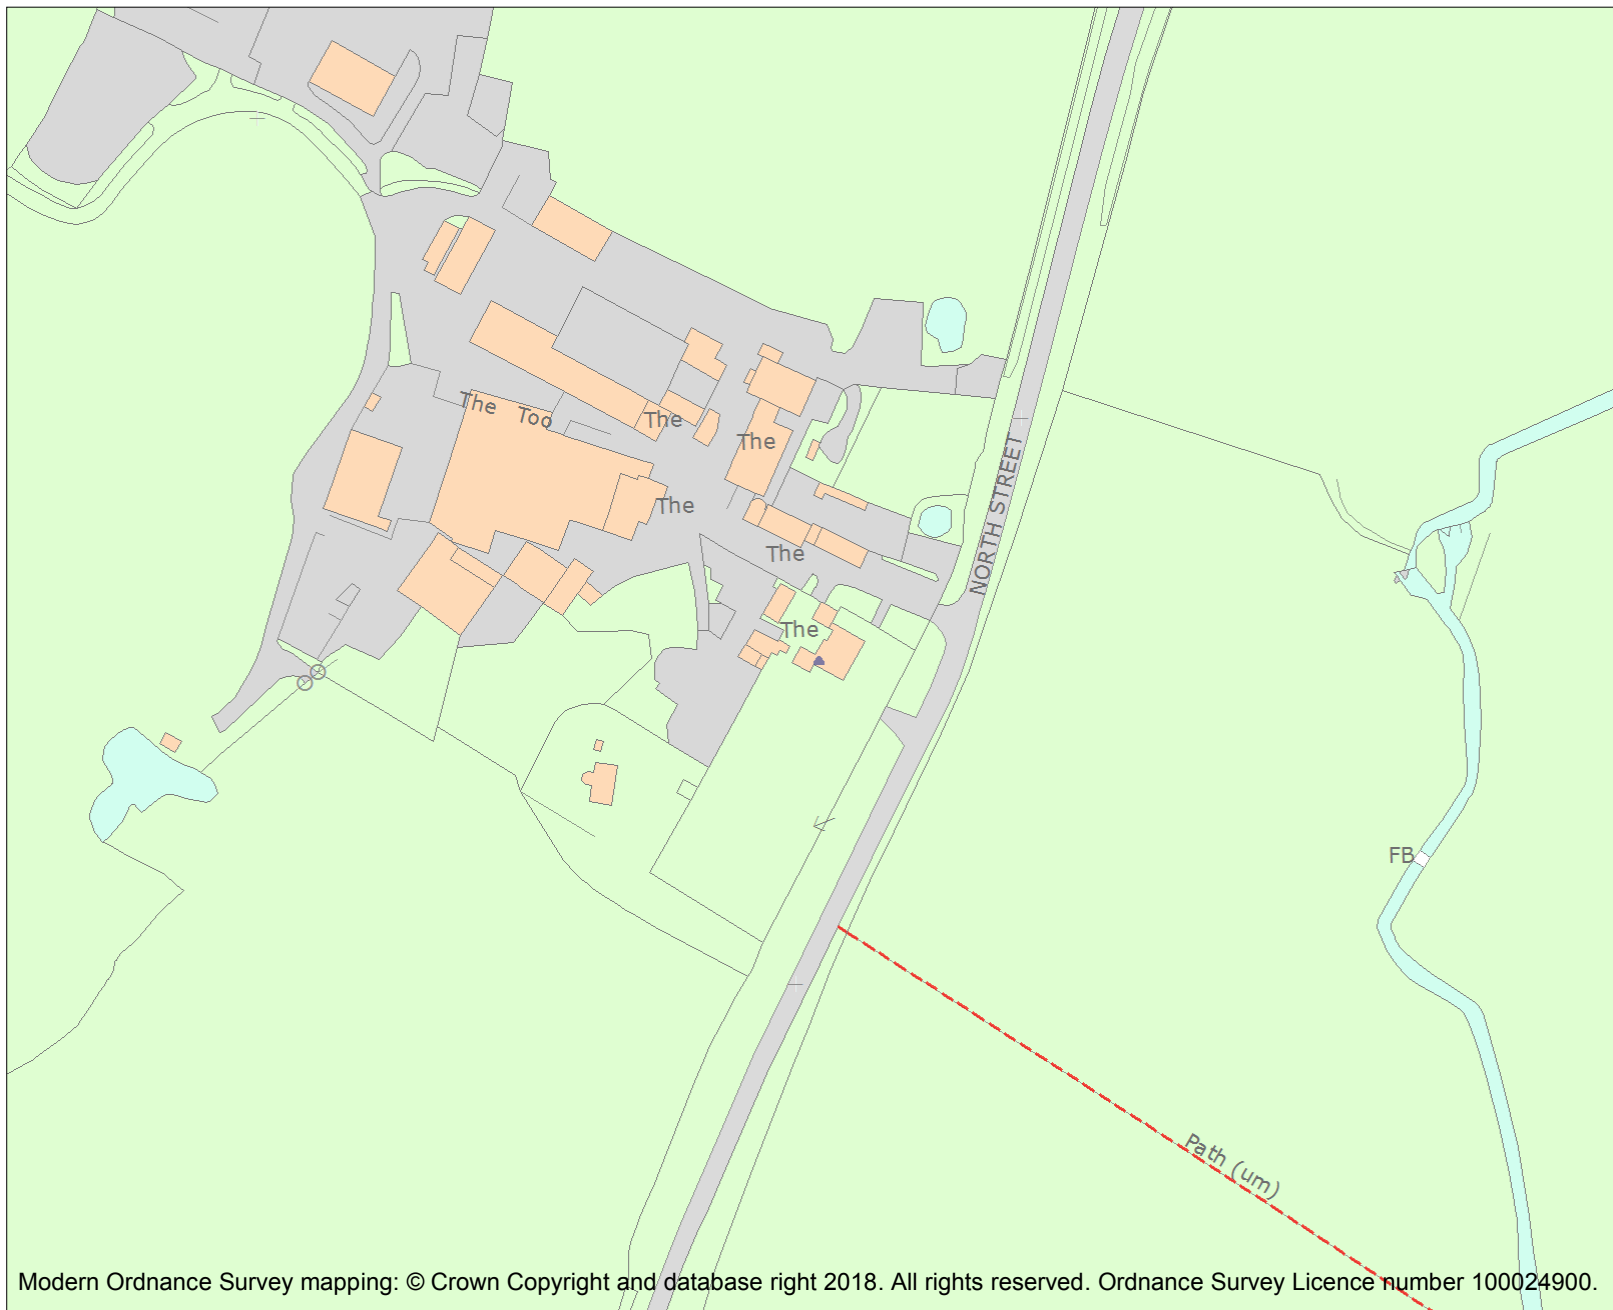 The Too
The
The
The
The
The
NORTH STREET
FB
Path (um)
Modern Ordnance Survey mapping: © Crown Copyright and database right 2018. All rights reserved. Ordnance Survey Licence number 100024900.